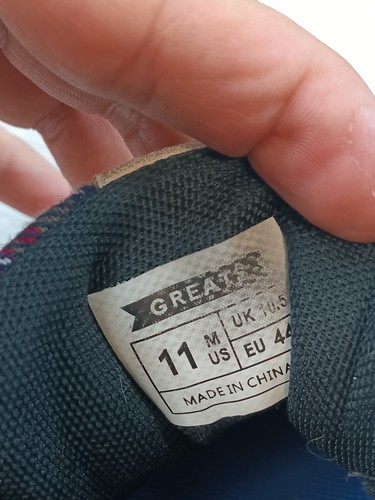 GREATS
11 M US
UK 10.5
EU 44
MADE IN CHINA